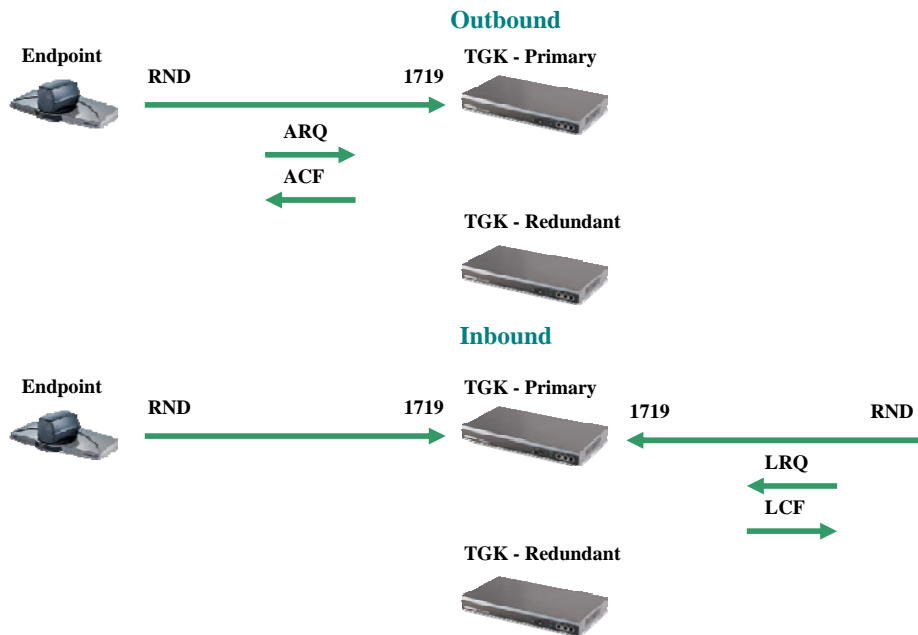 Outbound
Endpoint
TGK - Primary
RND
1719
ARQ
ACF
TGK - Redundant
Inbound
Endpoint
TGK - Primary
RND
1719
1719
RND
LRQ
LCF
TGK - Redundant